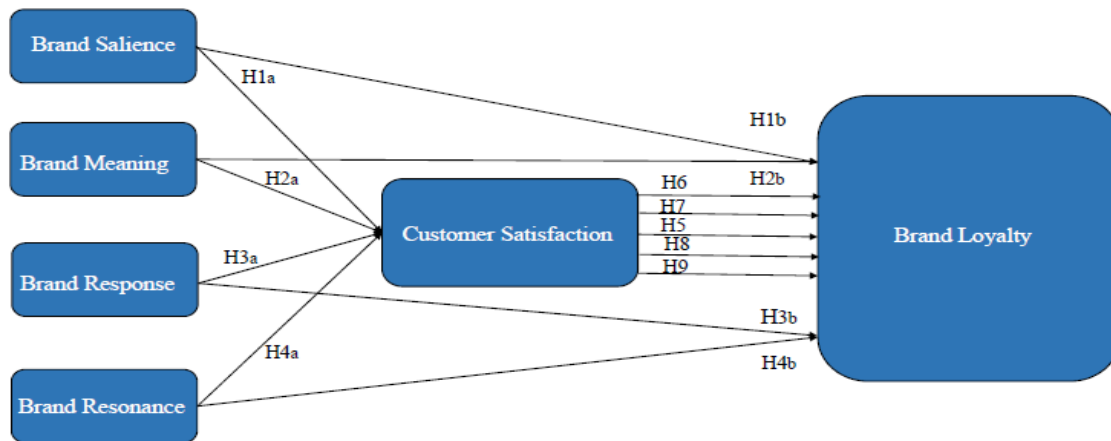 Brand Salience
H1a
H1b
Brand Meaning
H2a
H6
H2b
H7
Customer Satisfaction
H5
Brand Loyalty
H8
H3a
H9
Brand Response
H3b
H4a
H4b
Brand Resonance